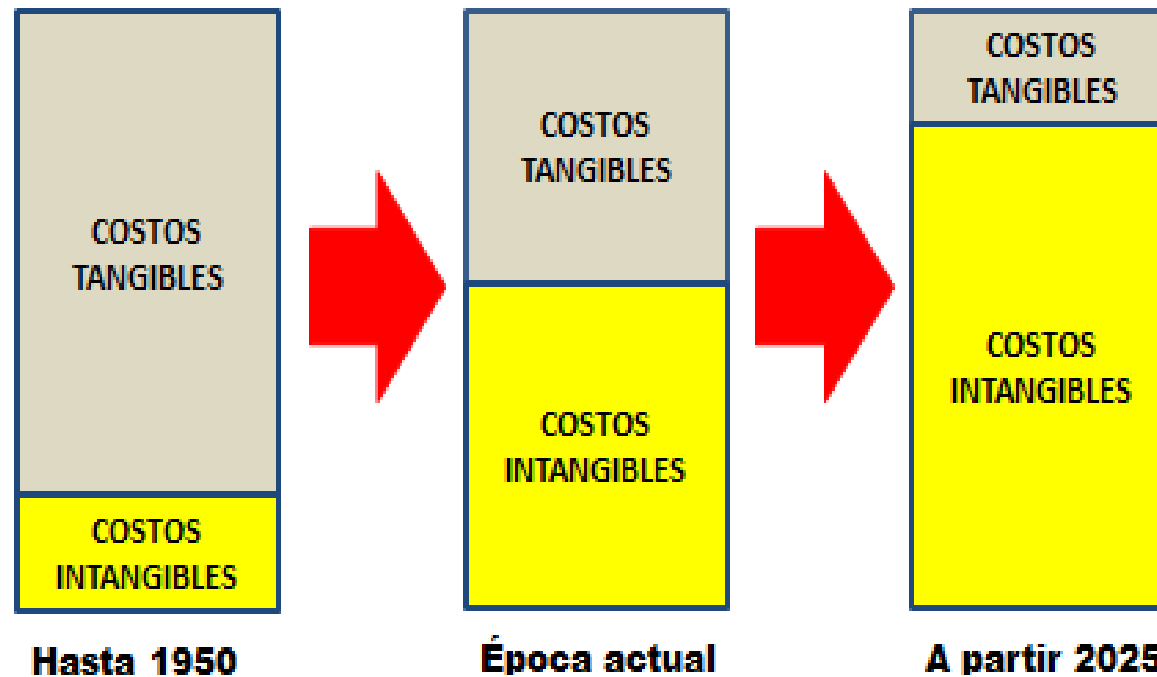 COSTOS
TANGIBLES
COSTOS
INTANGIBLES
Hasta 1950
COSTOS
TANGIBLES
COSTOS
INTANGIBLES
Época actual
COSTOS
TANGIBLES
COSTOS
INTANGIBLES
A partir 2025